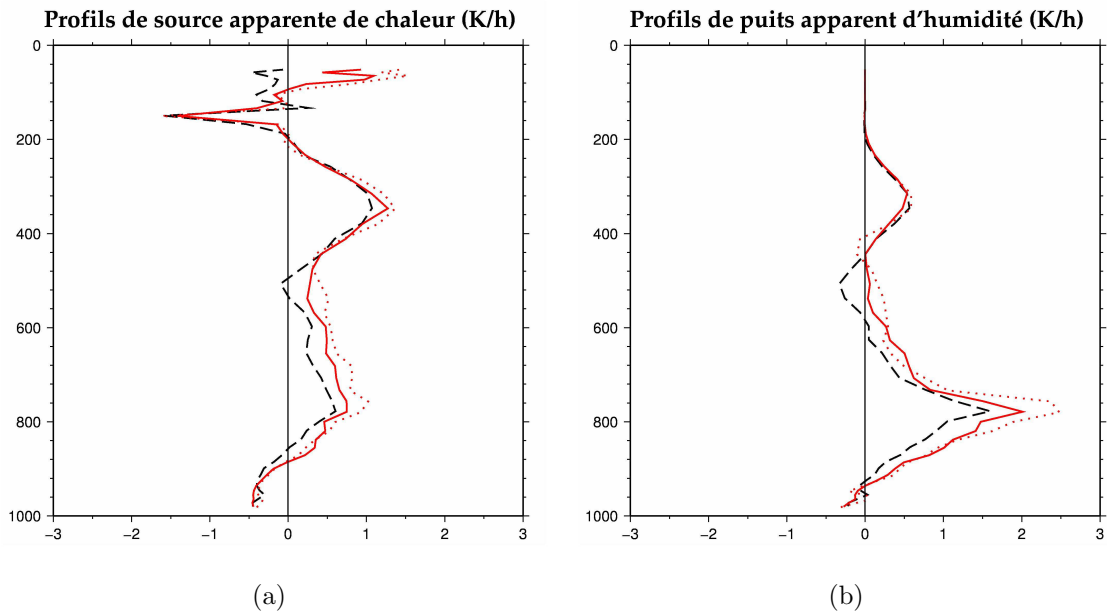 Profils de source apparente de chaleur (K/h)
0
200
400
600
800
1000
−3 −2 −1 0 1 2 3
(a)
Profils de puits apparent d’humidité (K/h)
0
200
400
600
800
1000
−3 −2 −1 0 1 2 3
(b)